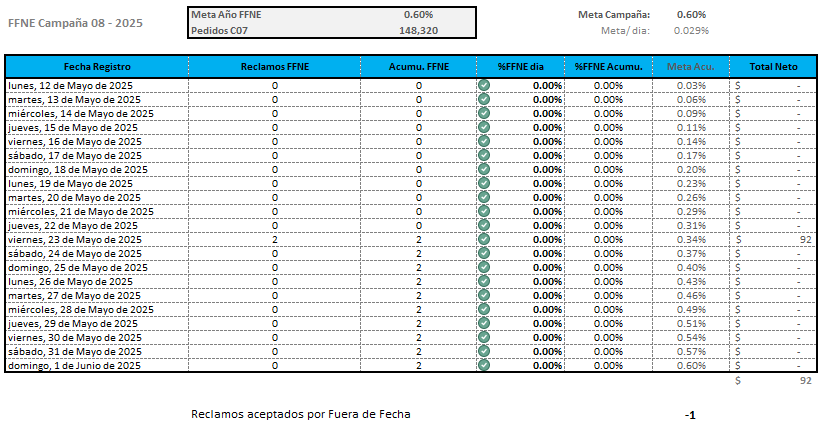 FFNE Campaña 08 - 2025
Meta Año FFNE 0.60%
Pedidos C07 148,320
Meta Campaña: 0.60%
Meta/ dia: 0.029%
Fecha Registro Reclamos FFNE Acumu. FFNE %FFNE dia %FFNE Acumu. Meta Acu. Total Neto
lunes, 12 de Mayo de 2025 0 0 0.00% 0.00% 0.03% $ -
martes, 13 de Mayo de 2025 0 0 0.00% 0.00% 0.06% $ -
miércoles, 14 de Mayo de 2025 0 0 0.00% 0.00% 0.09% $ -
jueves, 15 de Mayo de 2025 0 0 0.00% 0.00% 0.11% $ -
viernes, 16 de Mayo de 2025 0 0 0.00% 0.00% 0.14% $ -
sábado, 17 de Mayo de 2025 0 0 0.00% 0.00% 0.17% $ -
domingo, 18 de Mayo de 2025 0 0 0.00% 0.00% 0.20% $ -
lunes, 19 de Mayo de 2025 0 0 0.00% 0.00% 0.23% $ -
martes, 20 de Mayo de 2025 0 0 0.00% 0.00% 0.26% $ -
miércoles, 21 de Mayo de 2025 0 0 0.00% 0.00% 0.29% $ -
jueves, 22 de Mayo de 2025 0 0 0.00% 0.00% 0.31% $ -
viernes, 23 de Mayo de 2025 2 2 0.00% 0.00% 0.34% $ 92
sábado, 24 de Mayo de 2025 0 2 0.00% 0.00% 0.37% $ -
domingo, 25 de Mayo de 2025 0 2 0.00% 0.00% 0.40% $ -
lunes, 26 de Mayo de 2025 0 2 0.00% 0.00% 0.43% $ -
martes, 27 de Mayo de 2025 0 2 0.00% 0.00% 0.46% $ -
miércoles, 28 de Mayo de 2025 0 2 0.00% 0.00% 0.49% $ -
jueves, 29 de Mayo de 2025 0 2 0.00% 0.00% 0.51% $ -
viernes, 30 de Mayo de 2025 0 2 0.00% 0.00% 0.54% $ -
sábado, 31 de Mayo de 2025 0 2 0.00% 0.00% 0.57% $ -
domingo, 1 de Junio de 2025 0 2 0.00% 0.00% 0.60% $ -
$ 92
Reclamos aceptados por Fuera de Fecha -1